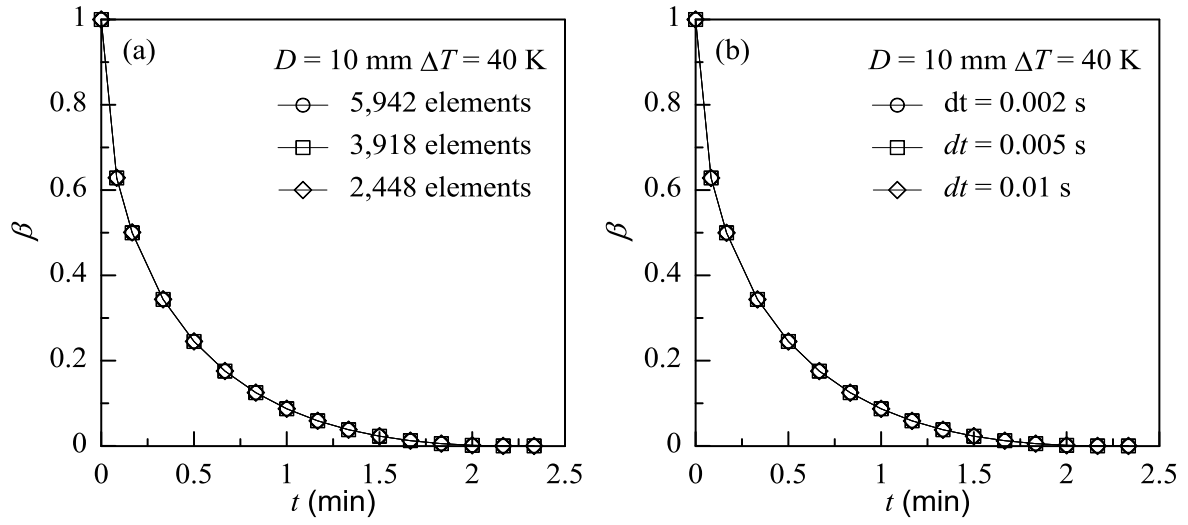 (a)
D = 10 mm ΔT = 40 K
5,942 elements
3,918 elements
2,448 elements
1
0.8
0.6
0.4
0.2
0
β
0
0.5
1
1.5
2
2.5
t (min)
(b)
D = 10 mm ΔT = 40 K
dt = 0.002 s
dt = 0.005 s
dt = 0.01 s
1
0.8
0.6
0.4
0.2
0
β
0
0.5
1
1.5
2
2.5
t (min)